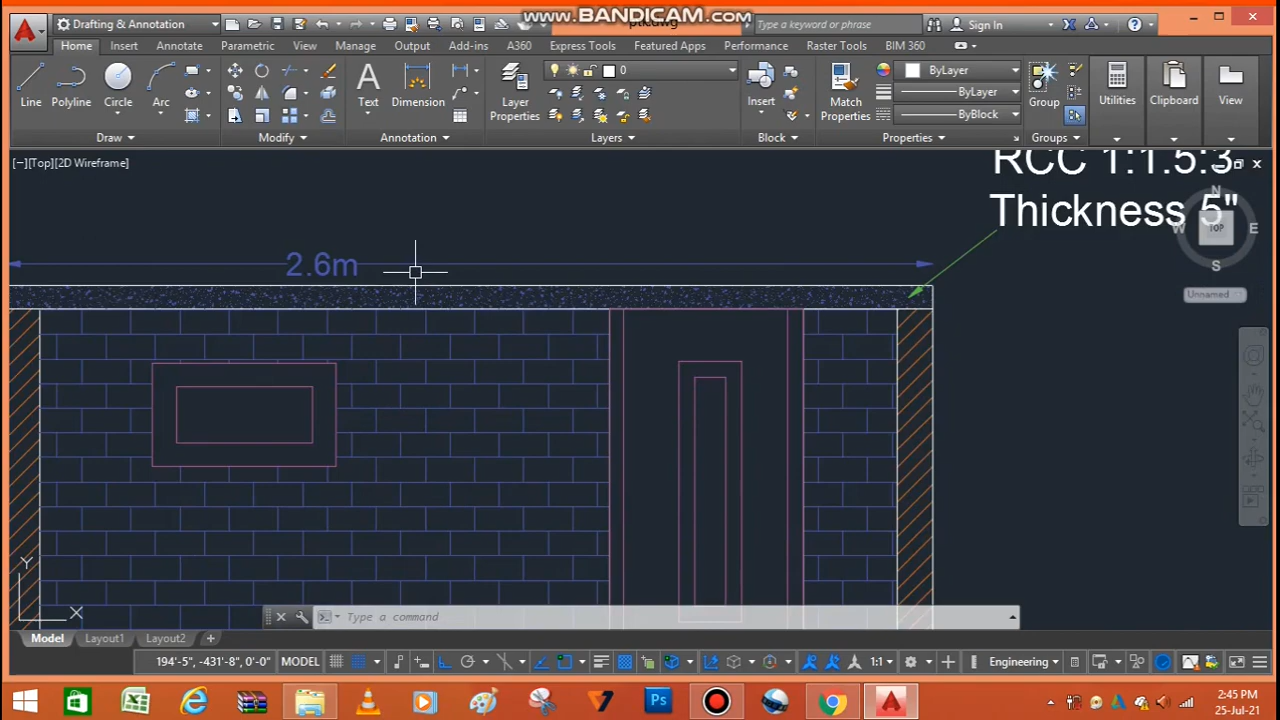 www.BANDICAM.com
Drafting & Annotation
Type a keyword or phrase
Sign In
Home Insert Annotate Parametric View Manage Output Add-ins A360 Express Tools Featured Apps Performance Raster Tools BIM 360
Line Polyline Circle Arc
Draw
Modify
Text Dimension
Annotation
Layer Properties
0
Layers
Insert
Block
Match Properties
ByLayer
ByLayer
ByBlock
Properties
Group
Groups
Utilities
Clipboard
View
[−][Top][2D Wireframe]
RCC 1:1.5:3
Thickness 5"
N
W TOP E
S
Unnamed
2.6m
Y
X
Type a command
Model Layout1 Layout2 +
194'-5", -431'-8", 0'-0" MODEL
1:1
Engineering
Ps
2:45 PM
25-Jul-21